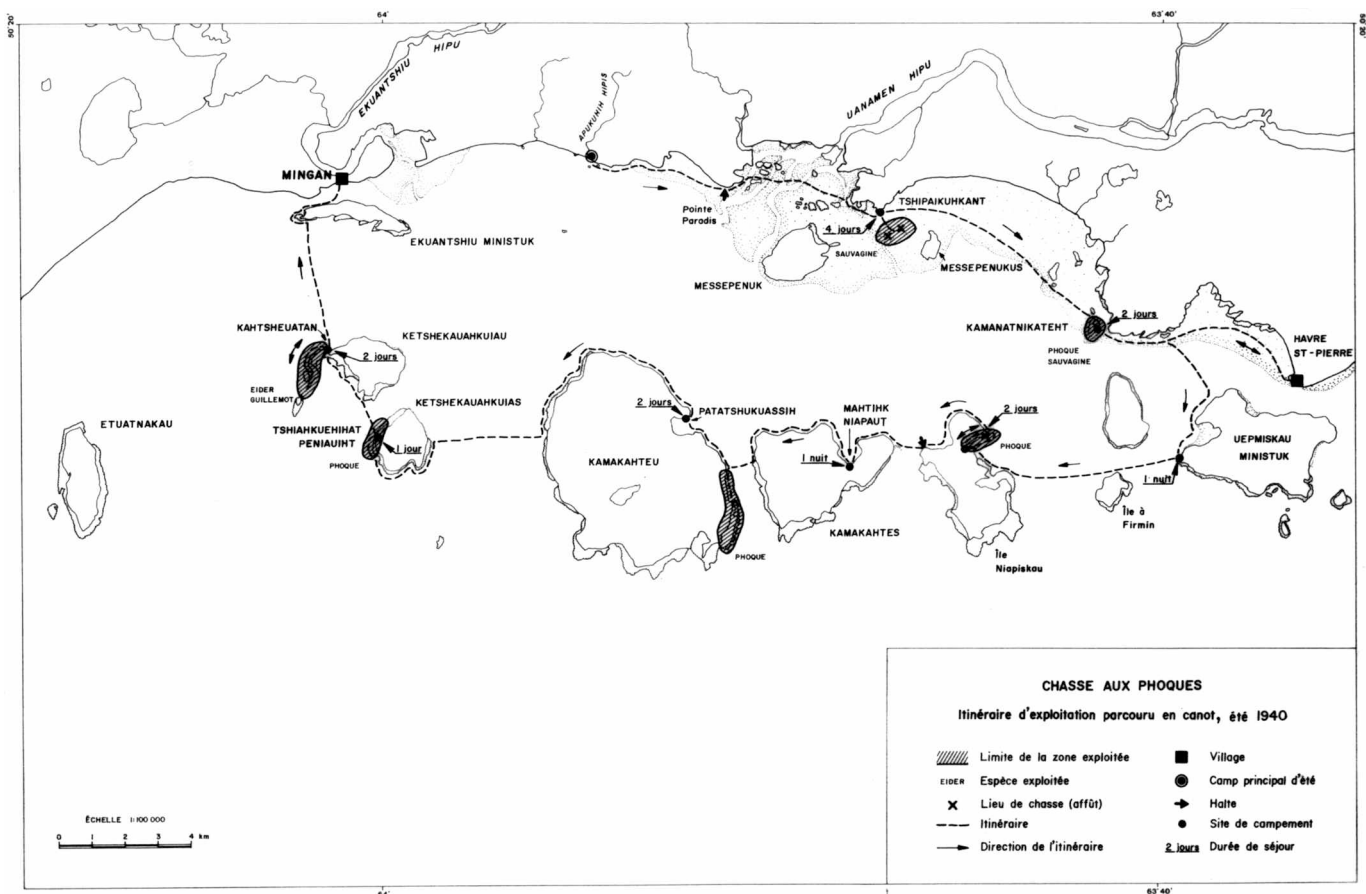 64°
63°40'
50°20'
50°20'
EKUANTSHIU
HIPU
APUKUHIH HIPIS
UANAMEN HIPU
MINGAN
EKUANTSHIU MINISTUK
Pointe
Paradis
TSHIPAIKUHKANT
4 jours
SAUVAGINE
MESSEPENUK
MESSEPENUKUS
KAMANATNIKATEHT
2 jours
PHOQUE
SAUVAGINE
HAVRE
ST-PIERRE
KAHTSHEUATAN
KETSHEKAUAHKUIAU
2 jours
EIDER
GUILLEMOT
KETSHEKAUAHKUIAS
ETUATNAKAU
TSHIAHKUEHIHAT
PENIAUIHT
1 jour
PHOQUE
2 jours
PATATSHUKUASSIH
KAMAKAHTEU
PHOQUE
MAHTIHK
NIAPAUT
1 nuit
KAMAKAHTES
2 jours
PHOQUE
Île
Niapiskau
UEPMISKAU
MINISTUK
1 nuit
Île à
Firmin
CHASSE AUX PHOQUES
Itinéraire d'exploitation parcouru en canot, été 1940
Limite de la zone exploitée
EIDER Espèce exploitée
Lieu de chasse (affût)
Itinéraire
Direction de l'itinéraire
Village
Camp principal d'été
Halte
Site de campement
2 jours Durée de séjour
ÉCHELLE 1:100 000
0 1 2 3 4 km
64°
63°40'